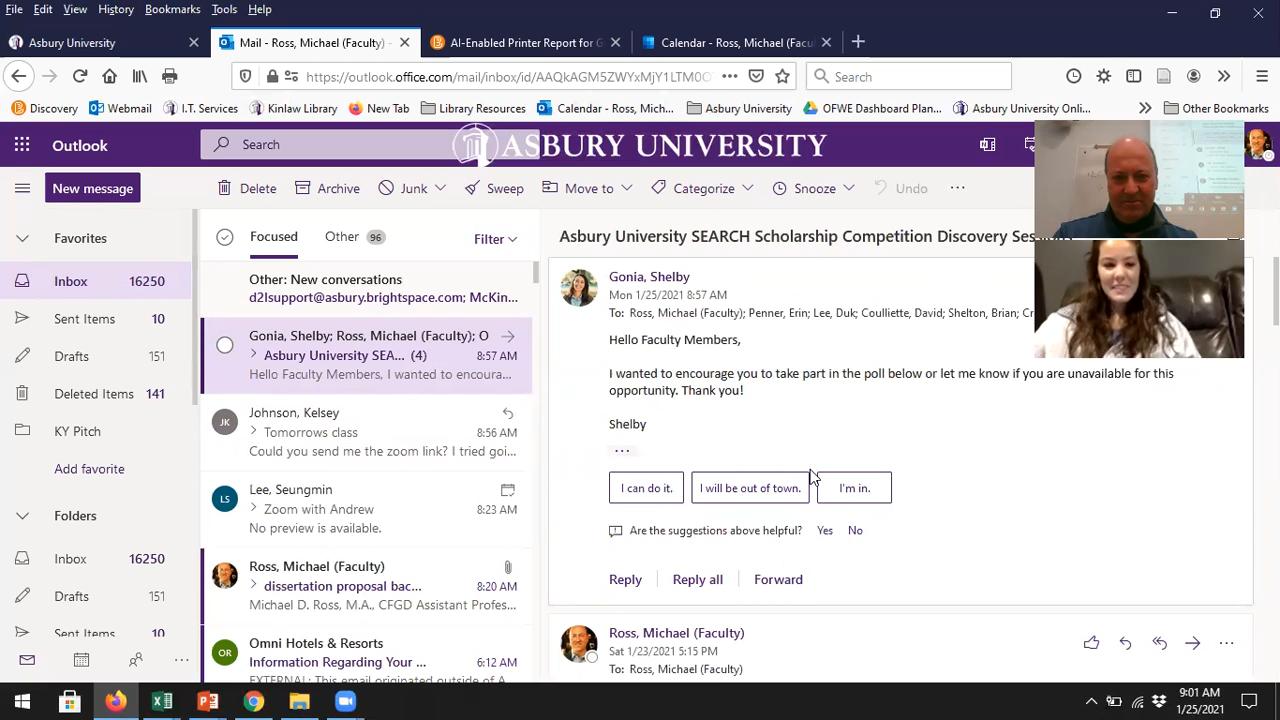 File Edit View History Bookmarks Tools Help
Asbury University
Mail - Ross, Michael (Faculty) -
AI-Enabled Printer Report for G
Calendar - Ross, Michael (Facu
https://outlook.office.com/mail/inbox/id/AAQkAGM5ZWYxMjY1LTM0O
Search
Discovery
Webmail
I.T. Services
Kinlaw Library
New Tab
Library Resources
Calendar - Ross, Mich...
Asbury University
OFWE Dashboard Plan...
Asbury University Onli...
Other Bookmarks
Outlook
Search
ASBURY UNIVERSITY
New message
Delete
Archive
Junk
Sweep
Move to
Categorize
Snooze
Undo
Favorites
Inbox 16250
Sent Items 10
Drafts 151
Deleted Items 141
KY Pitch
Add favorite
Folders
Inbox 16250
Drafts 151
Sent Items 10
Focused
Other 96
Filter
Other: New conversations
d2lsupport@asbury.brightspace.com; McKin...
Gonia, Shelby; Ross, Michael (Faculty); O
Asbury University SEA... (4) 8:57 AM
Hello Faculty Members, I wanted to encoura...
JK
Johnson, Kelsey
Tomorrows class 8:56 AM
Could you send me the zoom link? I tried goi...
LS
Lee, Seungmin
Zoom with Andrew 8:23 AM
No preview is available.
Ross, Michael (Faculty)
dissertation proposal bac... 8:20 AM
Michael D. Ross, M.A., CFGD Assistant Profes...
OR
Omni Hotels & Resorts
Information Regarding Your ... 6:12 AM
EXTERNAL: This email originated outside of A
Asbury University SEARCH Scholarship Competition Discovery Sessions
Gonia, Shelby
Mon 1/25/2021 8:57 AM
To: Ross, Michael (Faculty); Penner, Erin; Lee, Duk; Coulliette, David; Shelton, Brian; Cr
Hello Faculty Members,
I wanted to encourage you to take part in the poll below or let me know if you are unavailable for this
opportunity. Thank you!
Shelby
...
I can do it.
I will be out of town.
I'm in.
Are the suggestions above helpful? Yes No
Reply
Reply all
Forward
Ross, Michael (Faculty)
Sat 1/23/2021 5:15 PM
To: Ross, Michael (Faculty)
9:01 AM
1/25/2021